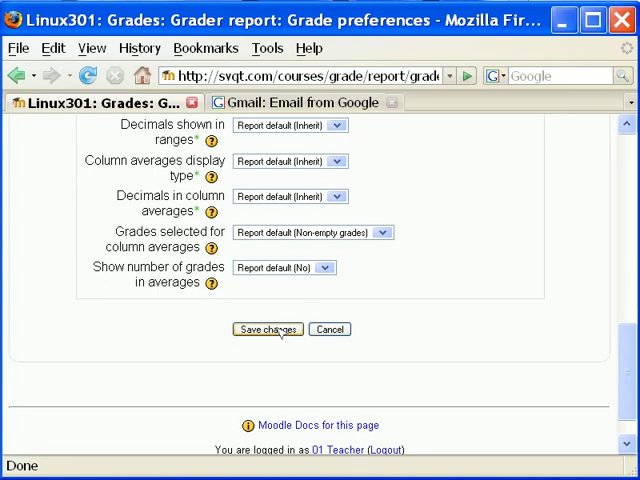 Linux301: Grades: Grader report: Grade preferences - Mozilla Fir...
File Edit View History Bookmarks Tools Help
http://svqt.com/courses/grade/report/grade
G Google
Linux301: Grades: G...
G Gmail: Email from Google
Decimals shown in
ranges* ? Report default (Inherit)
Column averages display
type* ? Report default (Inherit)
Decimals in column
averages* ? Report default (Inherit)
Grades selected for
column averages ? Report default (Non-empty grades)
Show number of grades
in averages ? Report default (No)
Save changes Cancel
i Moodle Docs for this page
You are logged in as 01 Teacher (Logout)
Done